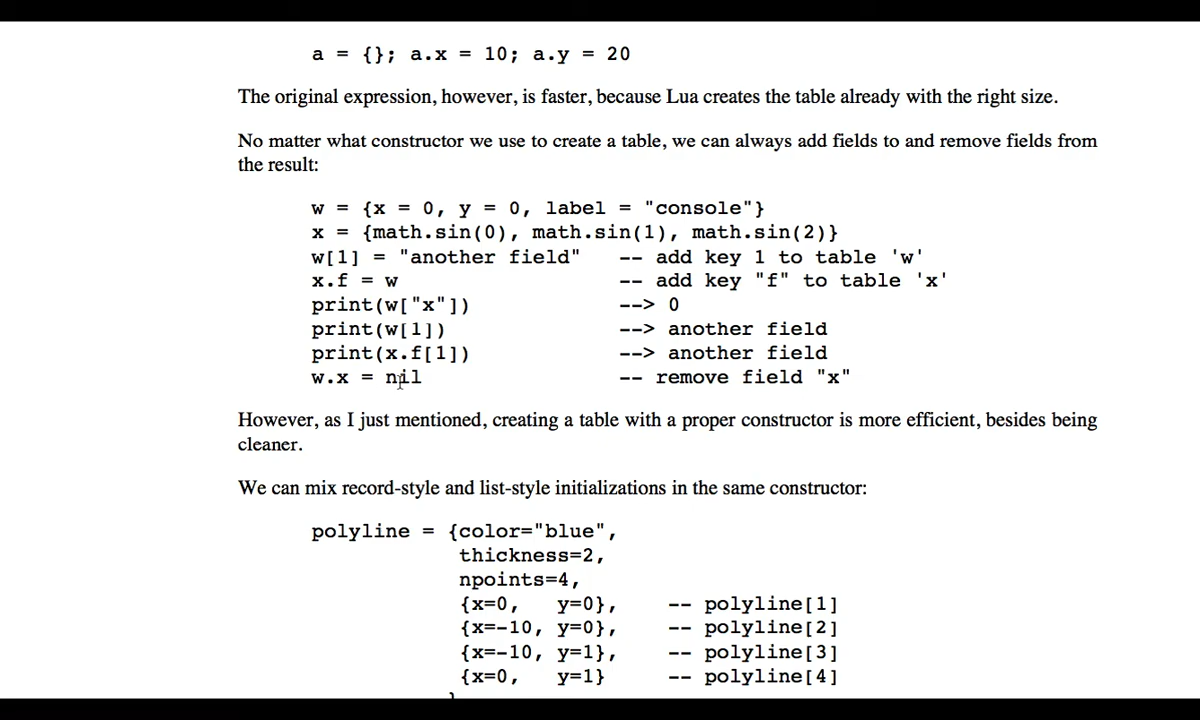 a = {}; a.x = 10; a.y = 20
The original expression, however, is faster, because Lua creates the table already with the right size.
No matter what constructor we use to create a table, we can always add fields to and remove fields from
the result:
w = {x = 0, y = 0, label = "console"}
x = {math.sin(0), math.sin(1), math.sin(2)}
w[1] = "another field"   -- add key 1 to table 'w'
x.f = w                  -- add key "f" to table 'x'
print(w["x"])            --> 0
print(w[1])              --> another field
print(x.f[1])            --> another field
w.x = nil                -- remove field "x"
However, as I just mentioned, creating a table with a proper constructor is more efficient, besides being
cleaner.
We can mix record-style and list-style initializations in the same constructor:
polyline = {color="blue",
            thickness=2,
            npoints=4,
            {x=0,   y=0},    -- polyline[1]
            {x=-10, y=0},    -- polyline[2]
            {x=-10, y=1},    -- polyline[3]
            {x=0,   y=1}     -- polyline[4]